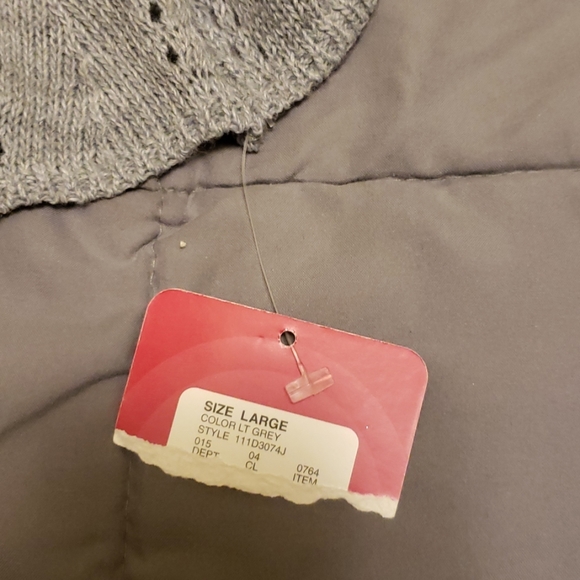 SIZE LARGE
COLOR LT GREY
STYLE 111D3074J
015 04 0764
DEPT CL ITEM